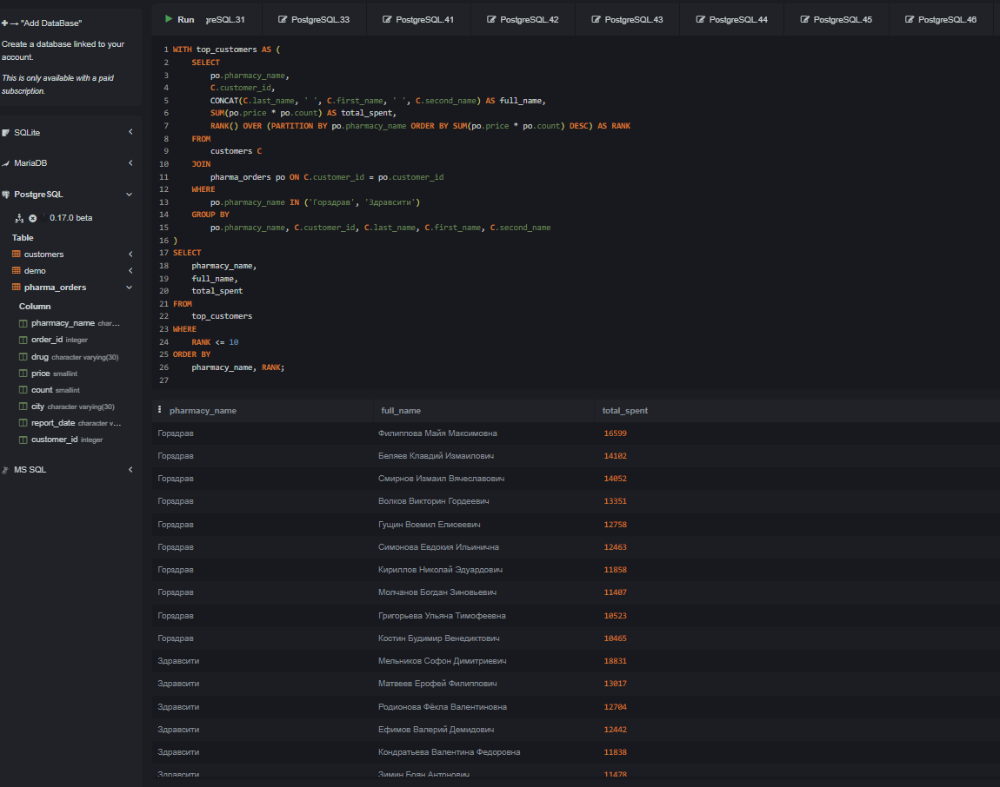 + → "Add DataBase"
Create a database linked to your
account.
This is only available with a paid
subscription.
SQLite
MariaDB
PostgreSQL
0.17.0 beta
Table
customers
demo
pharma_orders
Column
pharmacy_name char...
order_id integer
drug character varying(30)
price smallint
count smallint
city character varying(30)
report_date character v...
customer_id integer
MS SQL
Run
reSQL.31
PostgreSQL.33
PostgreSQL.41
PostgreSQL.42
PostgreSQL.43
PostgreSQL.44
PostgreSQL.45
PostgreSQL.46
1 WITH top_customers AS (
2 SELECT
3 po.pharmacy_name,
4 C.customer_id,
5 CONCAT(C.last_name, ' ', C.first_name, ' ', C.second_name) AS full_name,
6 SUM(po.price * po.count) AS total_spent,
7 RANK() OVER (PARTITION BY po.pharmacy_name ORDER BY SUM(po.price * po.count) DESC) AS RANK
8 FROM
9 customers C
10 JOIN
11 pharma_orders po ON C.customer_id = po.customer_id
12 WHERE
13 po.pharmacy_name IN ('Горздрав', 'Здравсити')
14 GROUP BY
15 po.pharmacy_name, C.customer_id, C.last_name, C.first_name, C.second_name
16 )
17 SELECT
18 pharmacy_name,
19 full_name,
20 total_spent
21 FROM
22 top_customers
23 WHERE
24 RANK <= 10
25 ORDER BY
26 pharmacy_name, RANK;
27
pharmacy_name full_name total_spent
Горздрав Филиппова Майя Максимовна 16599
Горздрав Беляев Клавдий Измаилович 14102
Горздрав Смирнов Измаил Вячеславович 14052
Горздрав Волков Викторин Гордеевич 13351
Горздрав Гущин Всемил Елисеевич 12758
Горздрав Симонова Евдокия Ильинична 12463
Горздрав Кириллов Николай Эдуардович 11858
Горздрав Молчанов Богдан Зиновьевич 11407
Горздрав Григорьева Ульяна Тимофеевна 10523
Горздрав Костин Будимир Венедиктович 10465
Здравсити Мельников Софон Димитриевич 18831
Здравсити Матвеев Ерофей Филиппович 13017
Здравсити Родионова Фёкла Валентиновна 12704
Здравсити Ефимов Валерий Демидович 12442
Здравсити Кондратьева Валентина Федоровна 11838
Здравсити Зимин Боян Антонович 11478